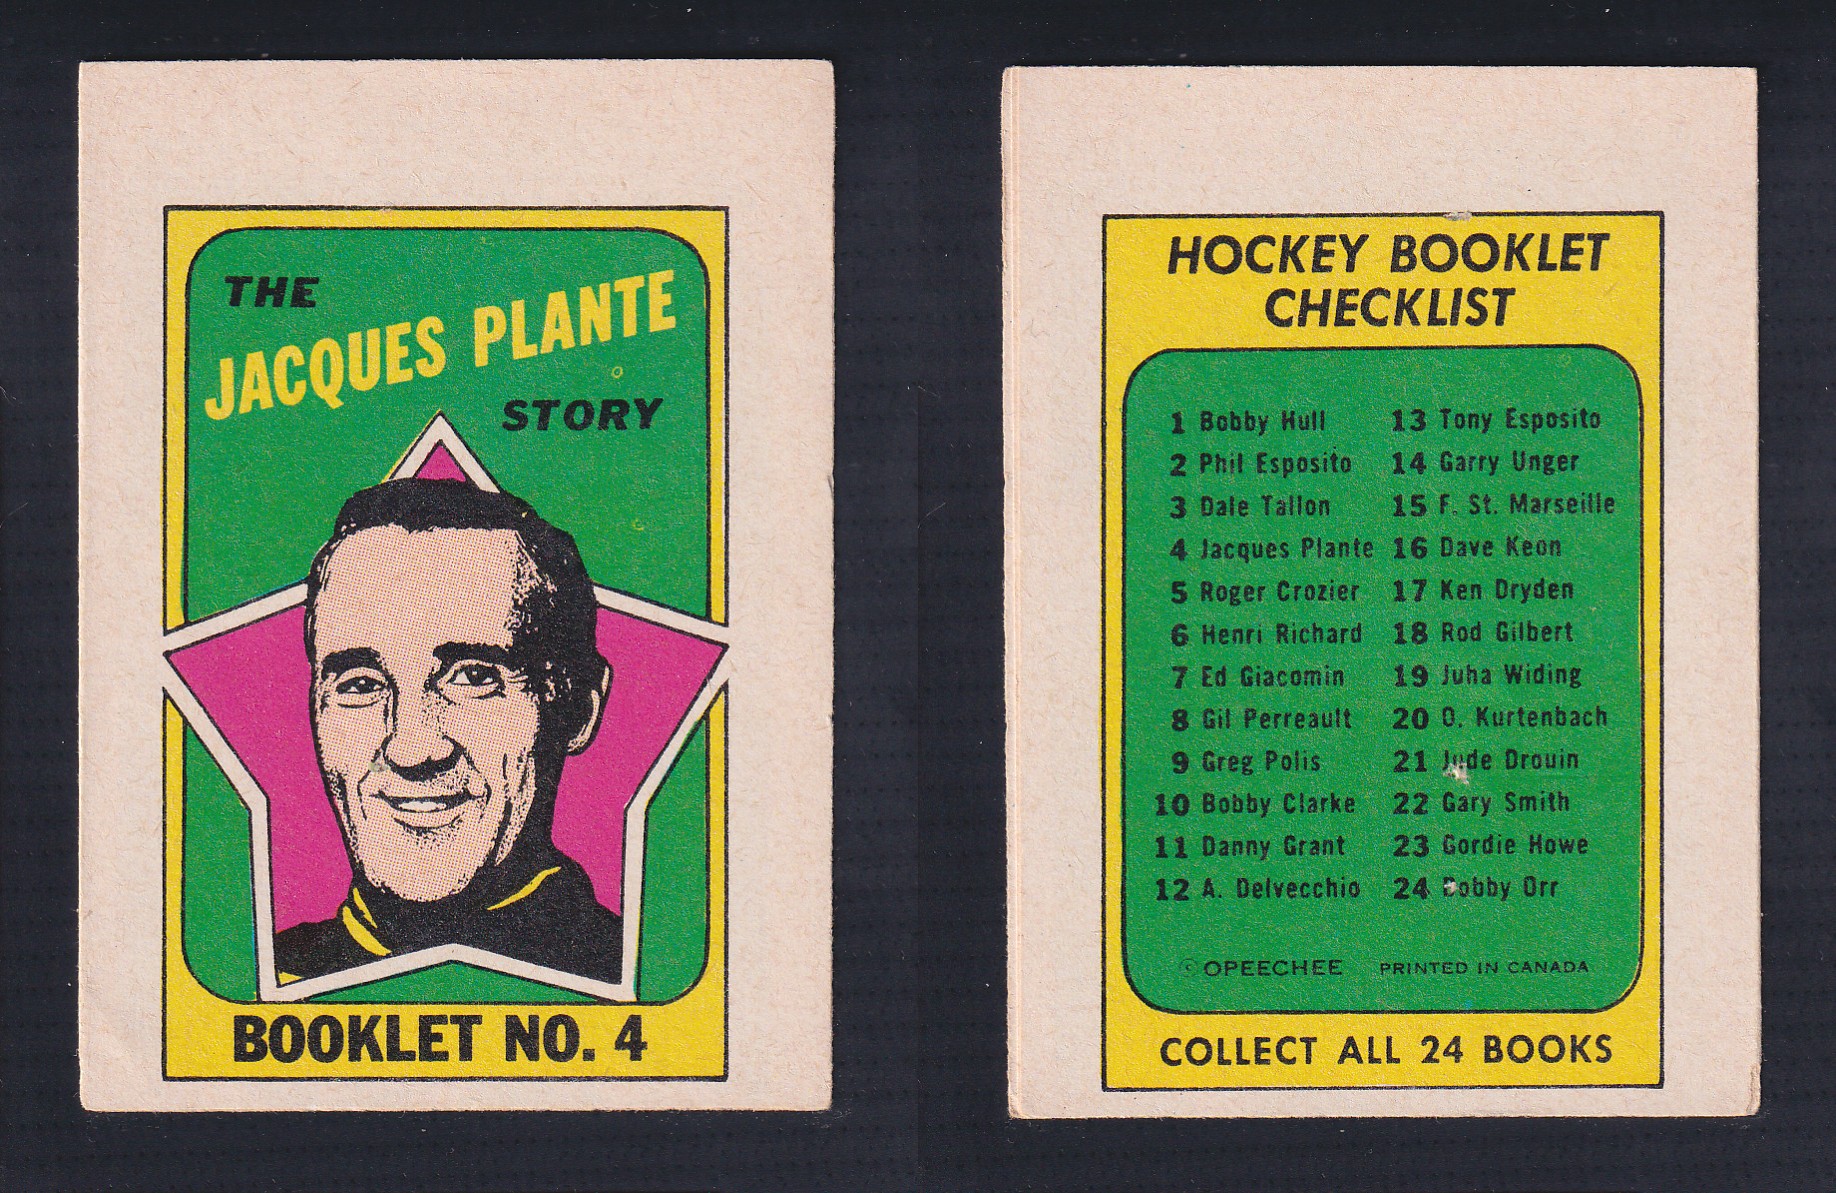 THE
JACQUES PLANTE
STORY
BOOKLET NO. 4
HOCKEY BOOKLET
CHECKLIST
1 Bobby Hull
2 Phil Esposito
3 Dale Tallon
4 Jacques Plante
5 Roger Crozier
6 Henri Richard
7 Ed Giacomin
8 Gil Perreault
9 Greg Polis
10 Bobby Clarke
11 Danny Grant
12 A. Delvecchio
13 Tony Esposito
14 Garry Unger
15 F. St. Marseille
16 Dave Keon
17 Ken Dryden
18 Rod Gilbert
19 Juha Widing
20 O. Kurtenbach
21 Jude Drouin
22 Gary Smith
23 Gordie Howe
24 Bobby Orr
© OPEECHEE PRINTED IN CANADA
COLLECT ALL 24 BOOKS